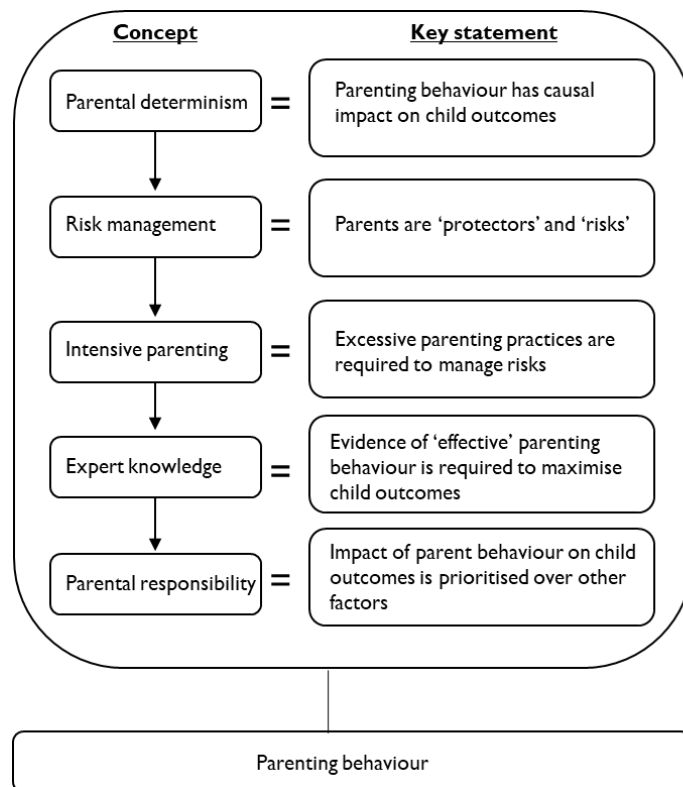 Concept
Key statement
Parental determinism
=
Parenting behaviour has causal
impact on child outcomes
Risk management
=
Parents are ‘protectors’ and ‘risks’
Intensive parenting
=
Excessive parenting practices are
required to manage risks
Expert knowledge
=
Evidence of ‘effective’ parenting
behaviour is required to maximise
child outcomes
Parental responsibility
=
Impact of parent behaviour on child
outcomes is prioritised over other
factors
Parenting behaviour